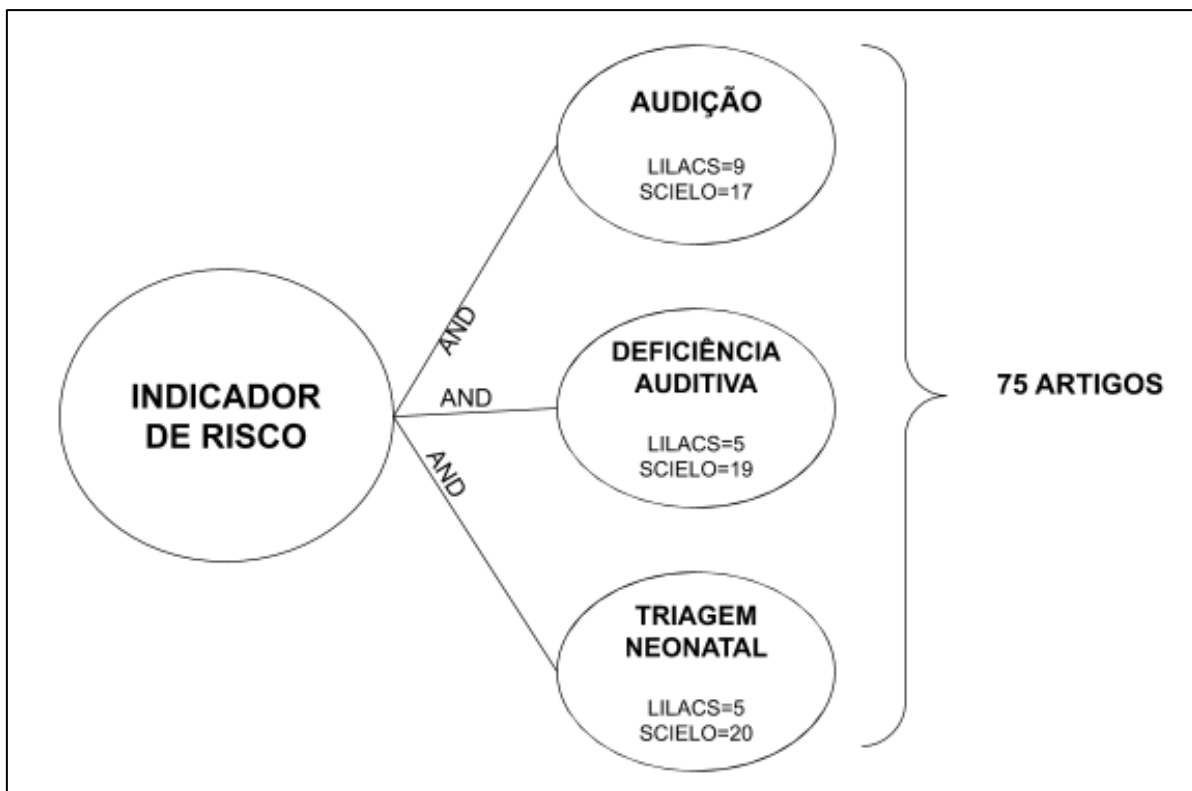 INDICADOR
DE RISCO
AND
AND
AND
AUDIÇÃO
LILACS=9
SCIELO=17
DEFICIÊNCIA
AUDITIVA
LILACS=5
SCIELO=19
TRIAGEM
NEONATAL
LILACS=5
SCIELO=20
75 ARTIGOS